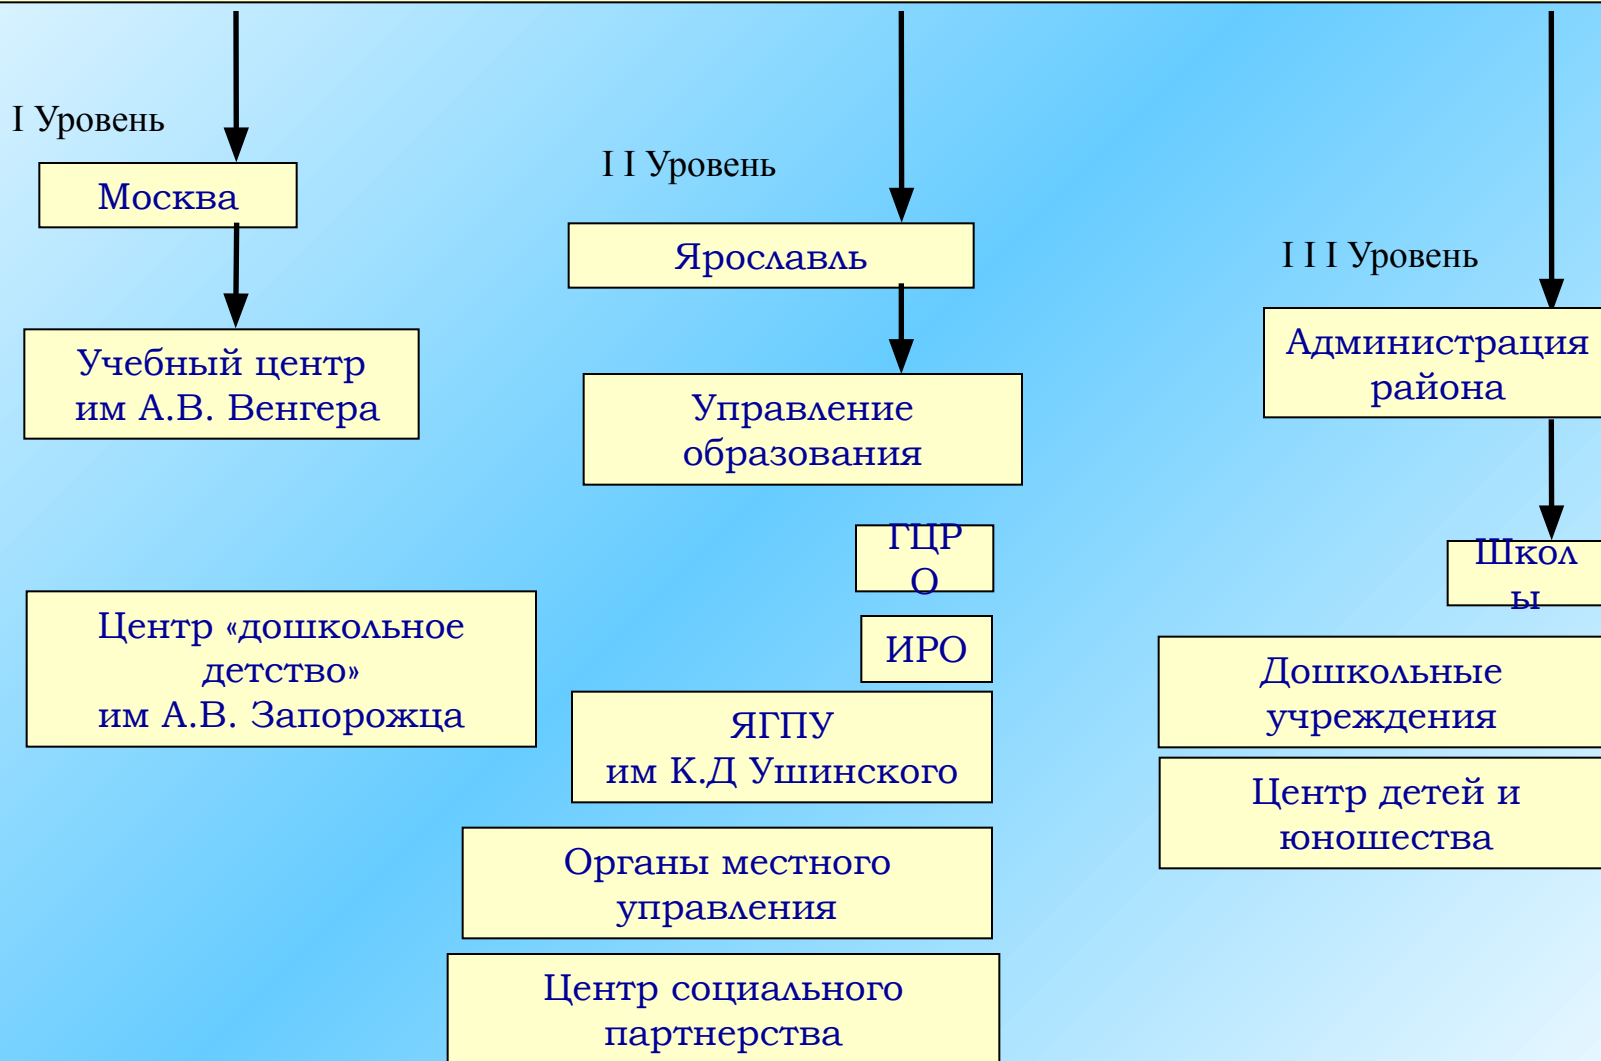 I Уровень
Москва
Учебный центр
им А.В. Венгера
Центр «дошкольное
детство»
им А.В. Запорожца
I I Уровень
Ярославль
Управление
образования
ГЦР
О
ИРО
ЯГПУ
им К.Д Ушинского
Органы местного
управления
Центр социального
партнерства
I I I Уровень
Администрация
района
Школ
ы
Дошкольные
учреждения
Центр детей и
юношества